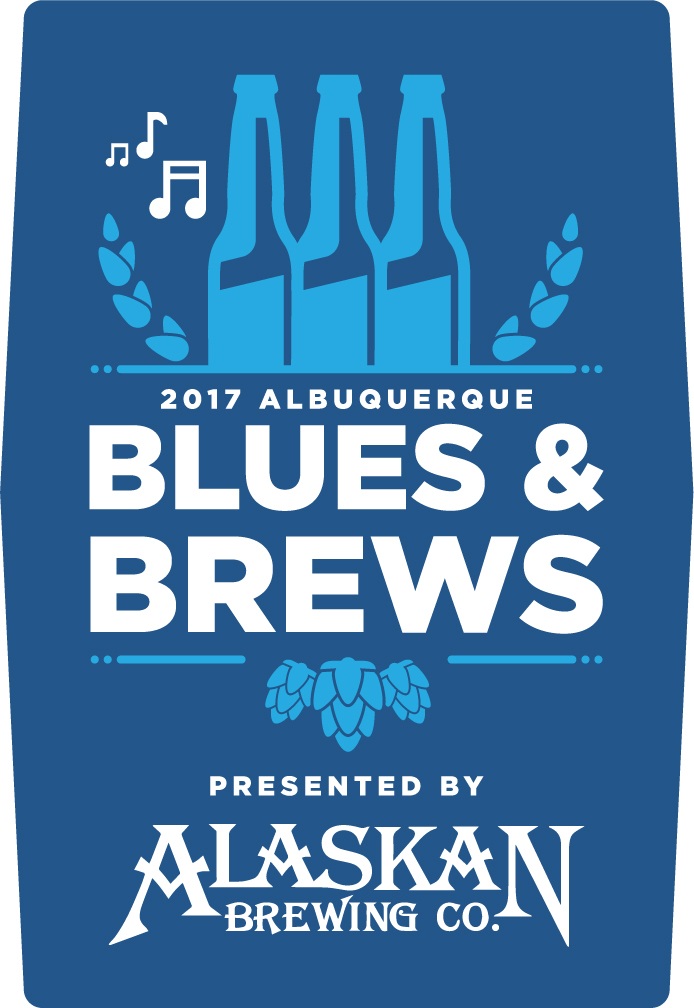 2017 ALBUQUERQUE
BLUES &
BREWS
PRESENTED BY
ALASKAN
BREWING CO.